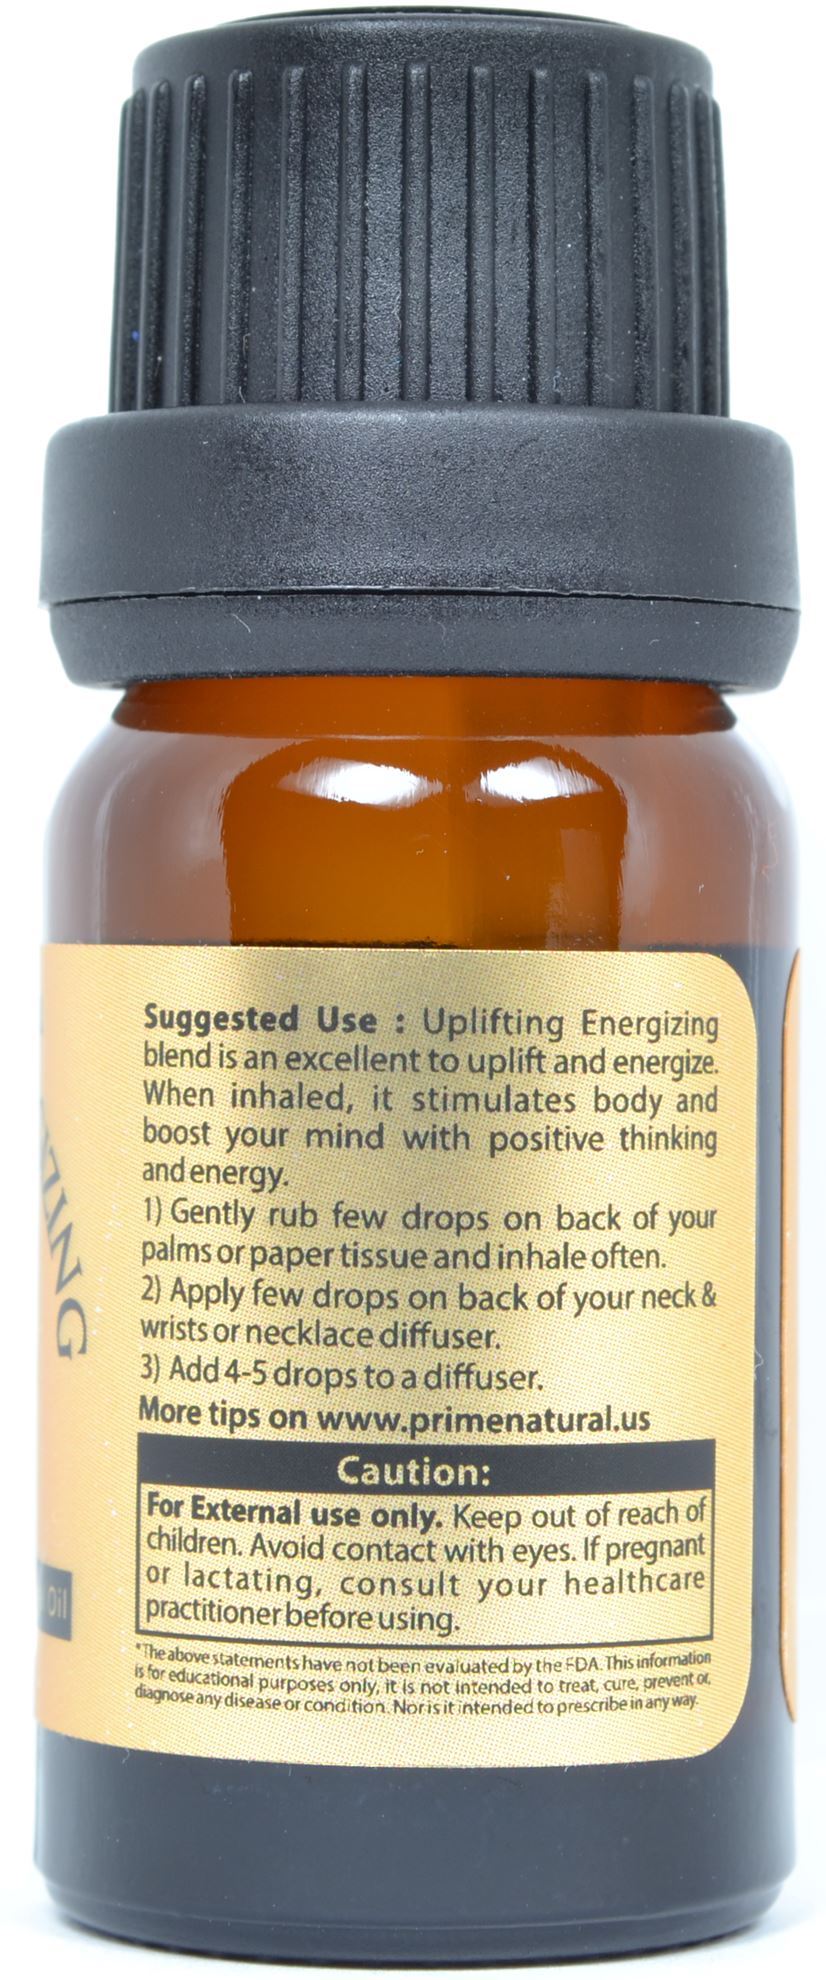 Suggested Use : Uplifting Energizing
blend is an excellent to uplift and energize.
When inhaled, it stimulates body and
boost your mind with positive thinking
and energy.
1) Gently rub few drops on back of your
palms or paper tissue and inhale often.
2) Apply few drops on back of your neck &
wrists or necklace diffuser.
3) Add 4-5 drops to a diffuser.
More tips on www.primenatural.us
Caution:
For External use only. Keep out of reach of
children. Avoid contact with eyes. If pregnant
or lactating, consult your healthcare
practitioner before using.
*The above statements have not been evaluated by the FDA. This information
is for educational purposes only, it is not intended to treat, cure, prevent or,
diagnose any disease or condition. Nor is it intended to prescribe in any way.
ZING
Oil